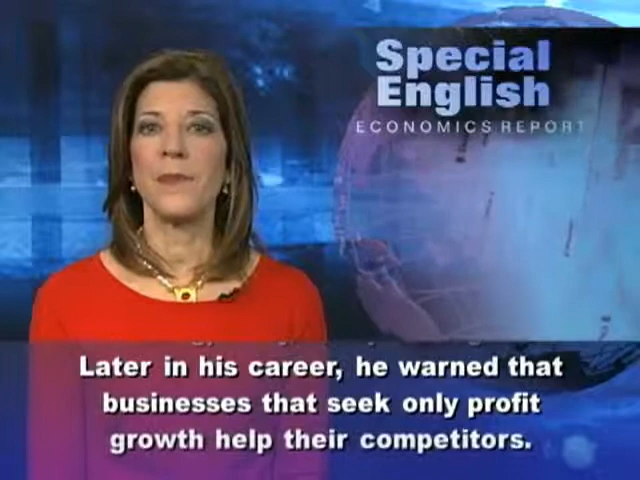 Special
English
ECONOMICS REPORT
Later in his career, he warned that
businesses that seek only profit
growth help their competitors.